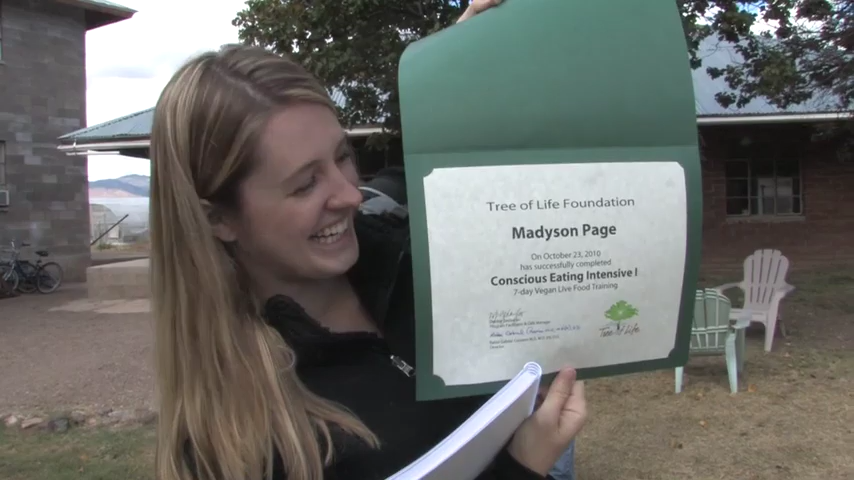 Tree of Life Foundation
Madyson Page
On October 23, 2010
has successfully completed
Conscious Eating Intensive I
7-day Vegan Live Food Training
Tree of Life